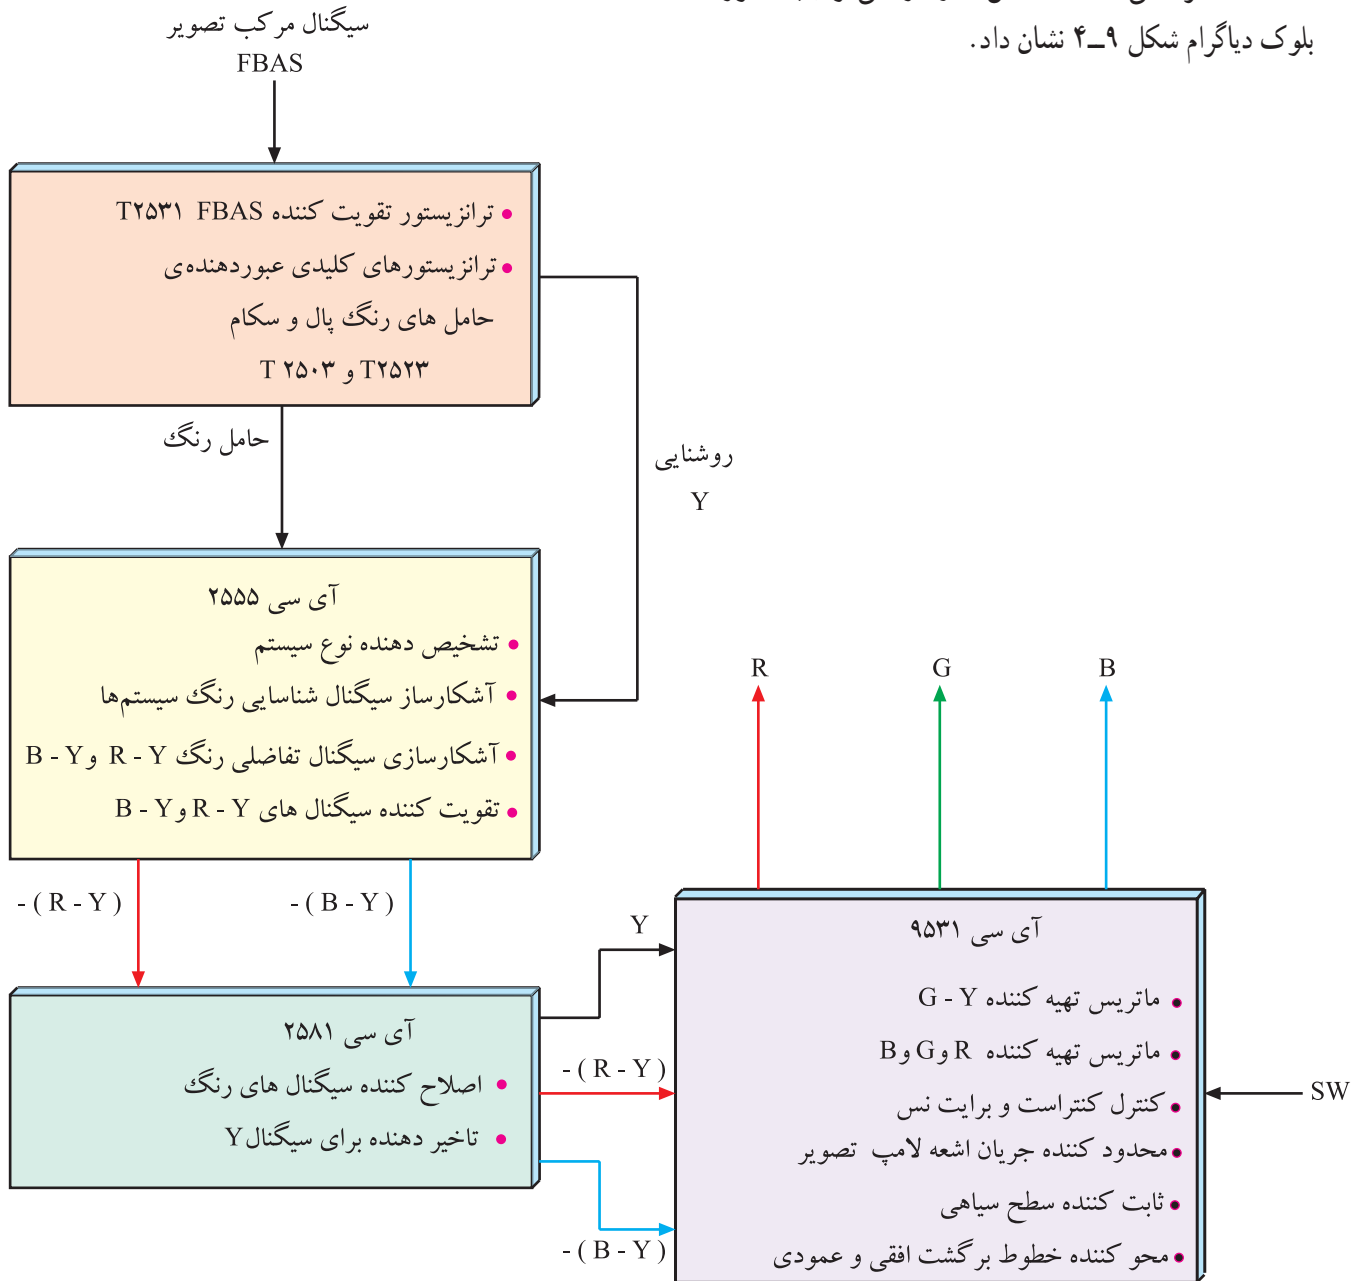 بلوک دیاگرام شکل ۹ــ۴ نشان داد.
سیگنال مرکب تصویر
FBAS
• ترانزیستور تقویت کننده T۲۵۳۱ FBAS
• ترانزیستورهای کلیدی عبوردهنده‌ی
حامل های رنگ پال و سکام
T۲۵۲۳ و T ۲۵۰۳
حامل رنگ
روشنایی
Y
آی سی ۲۵۵۵
• تشخیص دهنده نوع سیستم
• آشکارساز سیگنال شناسایی رنگ سیستم‌ها
• آشکارسازی سیگنال تفاضلی رنگ R - Y و B - Y
• تقویت کننده سیگنال های R - Y و B - Y
R
G
B
- ( R - Y )
- ( B - Y )
Y
آی سی ۲۵۸۱
• اصلاح کننده سیگنال های رنگ
• تاخیر دهنده برای سیگنال Y
- ( R - Y )
- ( B - Y )
آی سی ۹۵۳۱
• ماتریس تهیه کننده G - Y
• ماتریس تهیه کننده R و G و B
• کنترل کنتراست و برایت نس
• محدود کننده جریان اشعه لامپ تصویر
• ثابت کننده سطح سیاهی
• محو کننده خطوط برگشت افقی و عمودی
SW